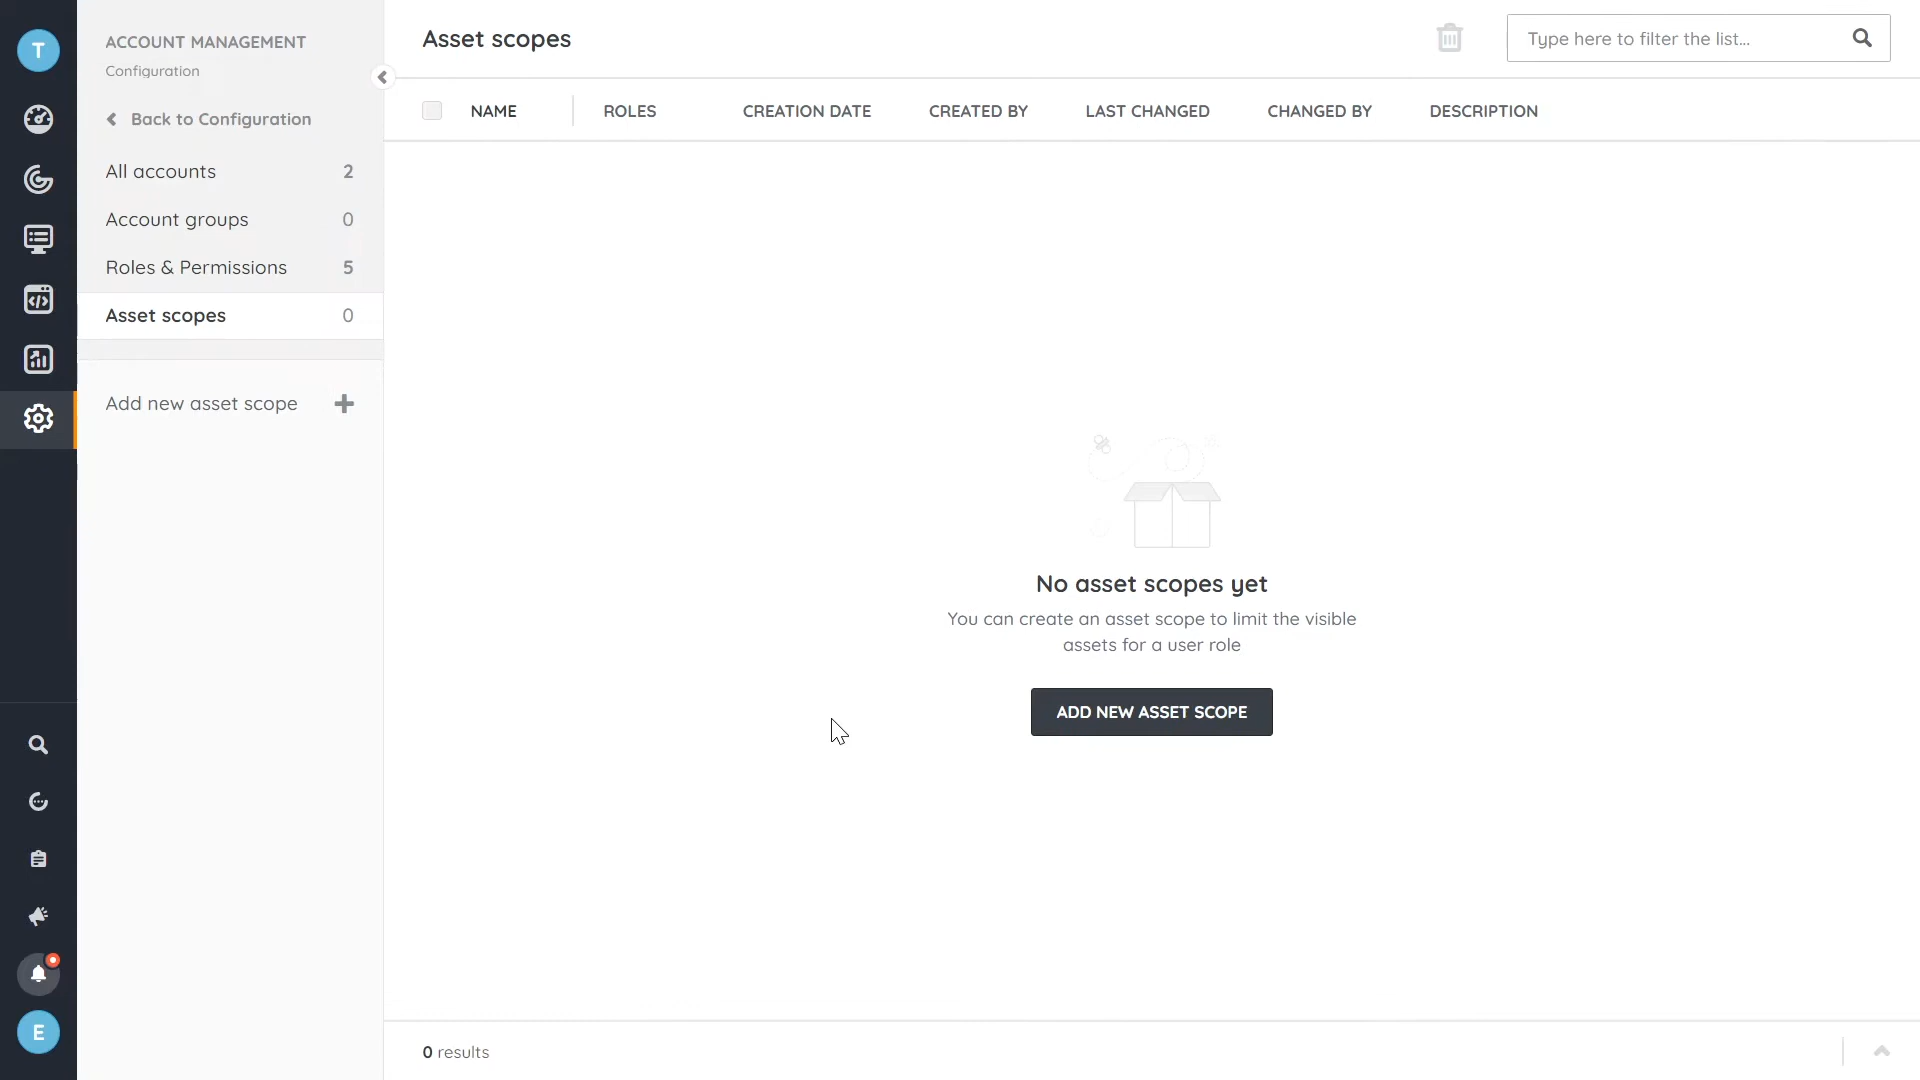 T
ACCOUNT MANAGEMENT
Configuration
Back to Configuration
All accounts 2
Account groups 0
Roles & Permissions 5
Asset scopes 0
Add new asset scope
E
Asset scopes
Type here to filter the list...
NAME ROLES CREATION DATE CREATED BY LAST CHANGED CHANGED BY DESCRIPTION
No asset scopes yet
You can create an asset scope to limit the visible
assets for a user role
ADD NEW ASSET SCOPE
0 results